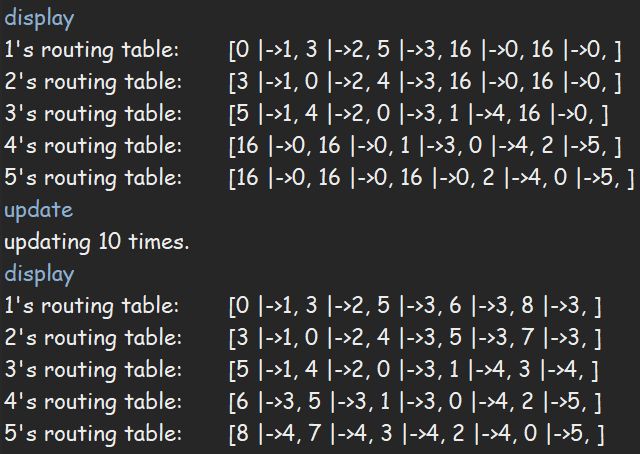 display
1's routing table: [0 |->1, 3 |->2, 5 |->3, 16 |->0, 16 |->0, ]
2's routing table: [3 |->1, 0 |->2, 4 |->3, 16 |->0, 16 |->0, ]
3's routing table: [5 |->1, 4 |->2, 0 |->3, 1 |->4, 16 |->0, ]
4's routing table: [16 |->0, 16 |->0, 1 |->3, 0 |->4, 2 |->5, ]
5's routing table: [16 |->0, 16 |->0, 16 |->0, 2 |->4, 0 |->5, ]
update
updating 10 times.
display
1's routing table: [0 |->1, 3 |->2, 5 |->3, 6 |->3, 8 |->3, ]
2's routing table: [3 |->1, 0 |->2, 4 |->3, 5 |->3, 7 |->3, ]
3's routing table: [5 |->1, 4 |->2, 0 |->3, 1 |->4, 3 |->4, ]
4's routing table: [6 |->3, 5 |->3, 1 |->3, 0 |->4, 2 |->5, ]
5's routing table: [8 |->4, 7 |->4, 3 |->4, 2 |->4, 0 |->5, ]